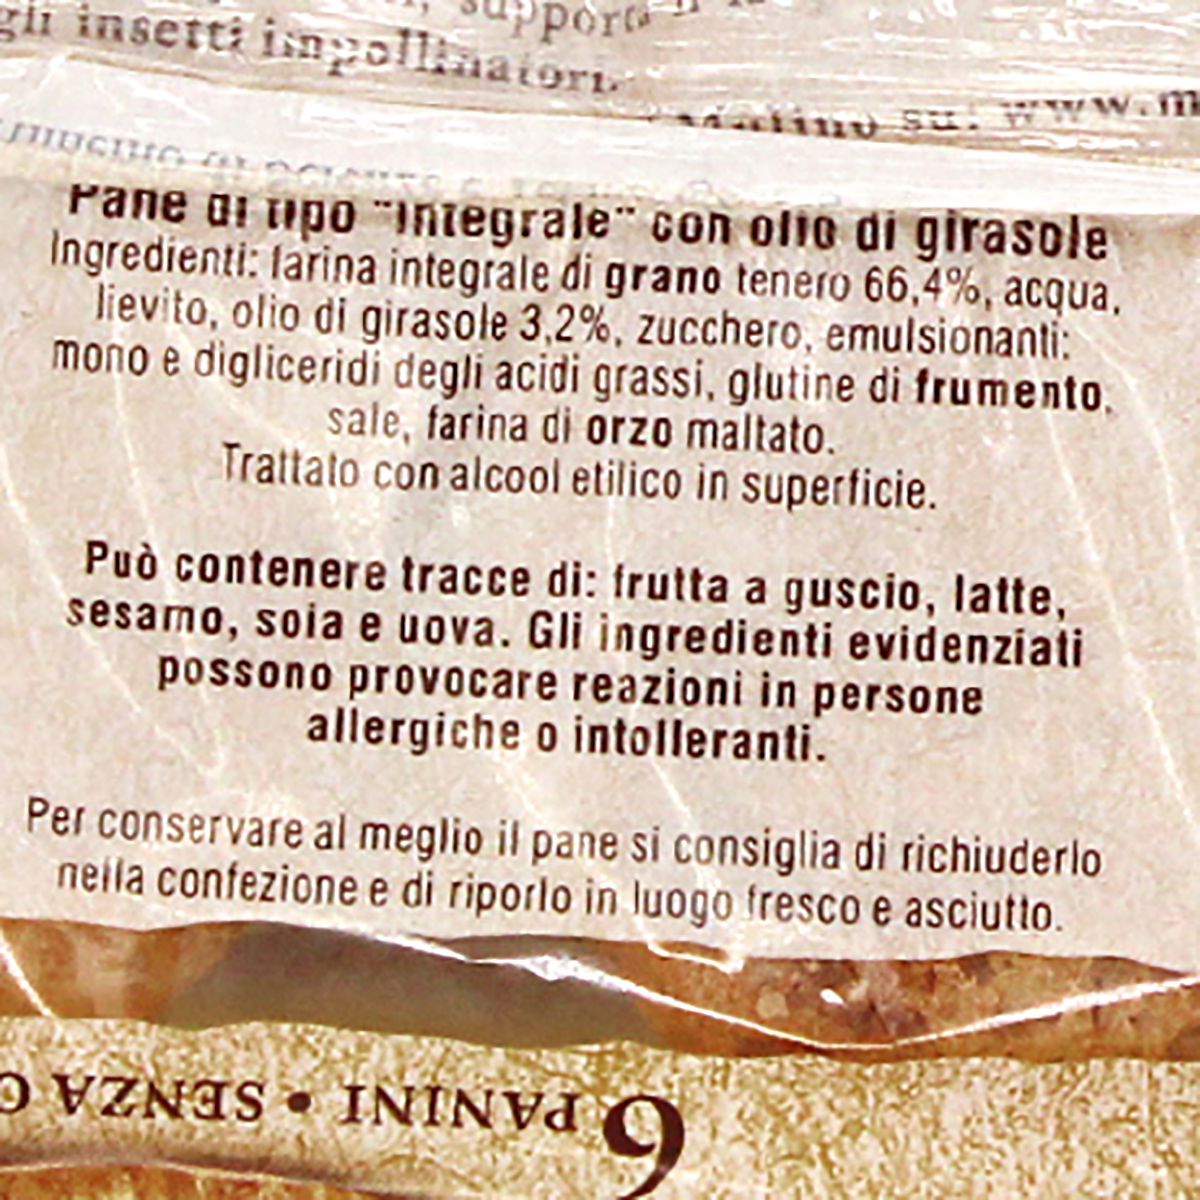 supporta
gli insetti impollinatori.
Mulino su: www.m
Pane di tipo "integrale" con olio di girasole
Ingredienti: farina integrale di grano tenero 66,4%, acqua,
lievito, olio di girasole 3,2%, zucchero, emulsionanti:
mono e digliceridi degli acidi grassi, glutine di frumento,
sale, farina di orzo maltato.
Trattato con alcool etilico in superficie.
Può contenere tracce di: frutta a guscio, latte,
sesamo, soia e uova. Gli ingredienti evidenziati
possono provocare reazioni in persone
allergiche o intolleranti.
Per conservare al meglio il pane si consiglia di richiuderlo
nella confezione e di riporlo in luogo fresco e asciutto.
6 PANINI • SENZA